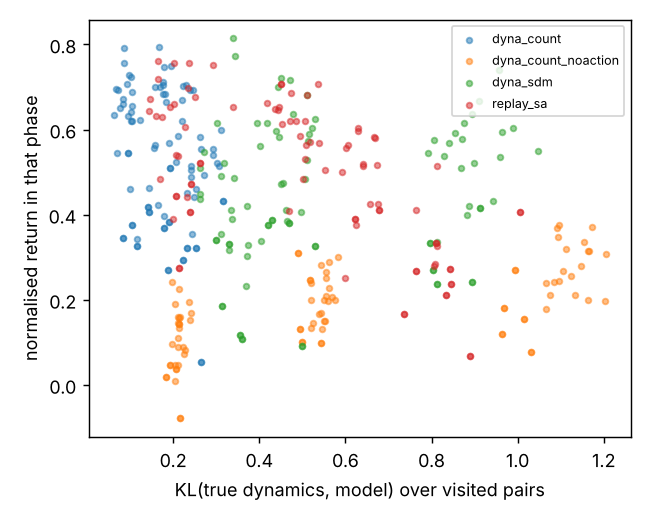 dyna_count
dyna_count_noaction
dyna_sdm
replay_sa
normalised return in that phase
0.8
0.6
0.4
0.2
0.0
0.2 0.4 0.6 0.8 1.0 1.2
KL(true dynamics, model) over visited pairs